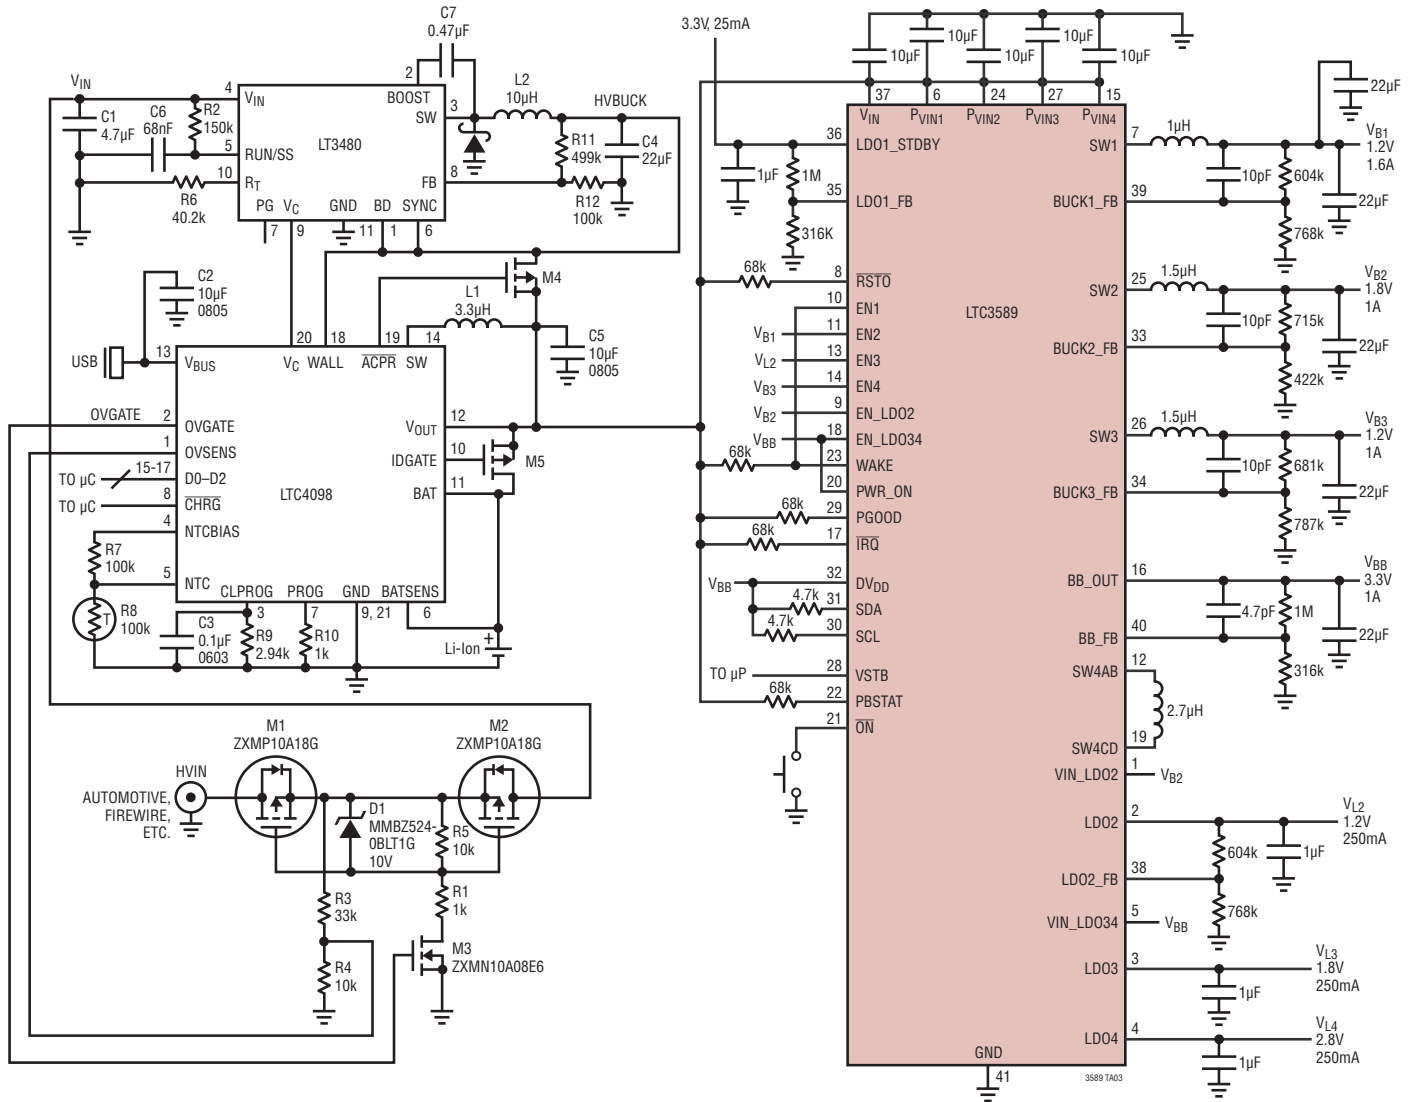 C7
0.47µF
VIN
C1
4.7µF
C6
68nF
R2
150k
4
VIN
5
RUN/SS
10
RT
R6
40.2k
LT3480
2
BOOST
3
SW
8
FB
PG
VC
GND
BD
SYNC
7
9
11
1
6
L2
10µH
HVBUCK
R11
499k
C4
22µF
R12
100k
C2
10µF
0805
USB
M4
L1
3.3µH
C5
10µF
0805
20
18
19
14
VC
WALL
ACPR
SW
13
VBUS
OVGATE
2
OVGATE
1
OVSENS
TO µC
15-17
D0–D2
TO µC
8
CHRG
4
NTCBIAS
5
NTC
LTC4098
12
VOUT
10
IDGATE
11
BAT
M5
CLPROG
PROG
GND
BATSENS
3
7
9, 21
6
R7
100k
T
R8
100k
C3
0.1µF
0603
R9
2.94k
R10
1k
Li-Ion
+
M1
ZXMP10A18G
M2
ZXMP10A18G
HVIN
AUTOMOTIVE,
FIREWIRE,
ETC.
D1
MMBZ524-
0BLT1G
10V
R5
10k
R3
33k
R1
1k
R4
10k
M3
ZXMN10A08E6
3.3V, 25mA
10µF
10µF
10µF
10µF
10µF
37
6
24
27
15
VIN
PVIN1
PVIN2
PVIN3
PVIN4
36
LDO1_STDBY
1µF
1M
35
LDO1_FB
316K
68k
8
RSTO
10
EN1
VB1
11
EN2
VL2
13
EN3
VB3
14
EN4
VB2
9
EN_LDO2
VBB
18
EN_LDO34
68k
23
WAKE
20
PWR_ON
68k
29
PGOOD
68k
17
IRQ
VBB
32
DVDD
4.7k
31
SDA
4.7k
30
SCL
TO µP
28
VSTB
68k
22
PBSTAT
21
ON
LTC3589
GND
41
3589 TA03
22µF
7
SW1
1µH
VB1
1.2V
1.6A
10pF
604k
39
BUCK1_FB
22µF
768k
25
SW2
1.5µH
VB2
1.8V
1A
10pF
715k
33
BUCK2_FB
22µF
422k
26
SW3
1.5µH
VB3
1.2V
1A
10pF
681k
34
BUCK3_FB
22µF
787k
16
BB_OUT
VBB
3.3V
1A
4.7pF
1M
40
BB_FB
22µF
316k
12
SW4AB
2.7µH
19
SW4CD
1
VIN_LDO2
VB2
2
LDO2
VL2
1.2V
250mA
604k
1µF
38
LDO2_FB
768k
5
VIN_LDO34
VBB
3
LDO3
VL3
1.8V
250mA
1µF
4
LDO4
VL4
2.8V
250mA
1µF